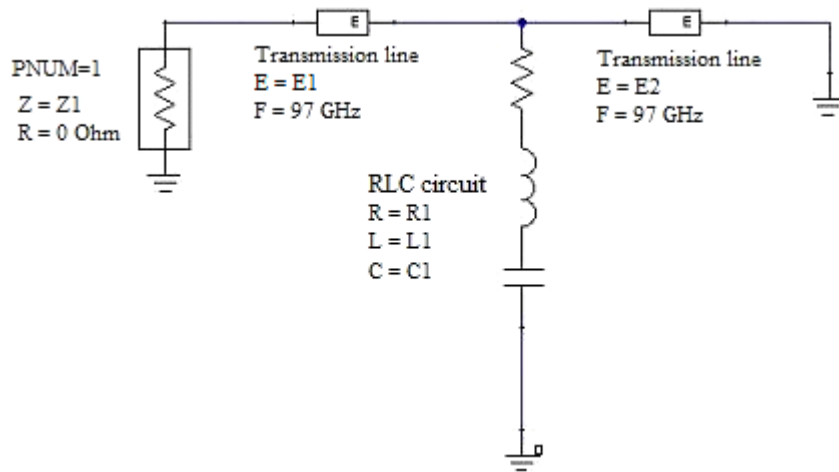 E
E
Transmission line
E = E1
F = 97 GHz
Transmission line
E = E2
F = 97 GHz
PNUM=1
Z = Z1
R = 0 Ohm
RLC circuit
R = R1
L = L1
C = C1
0